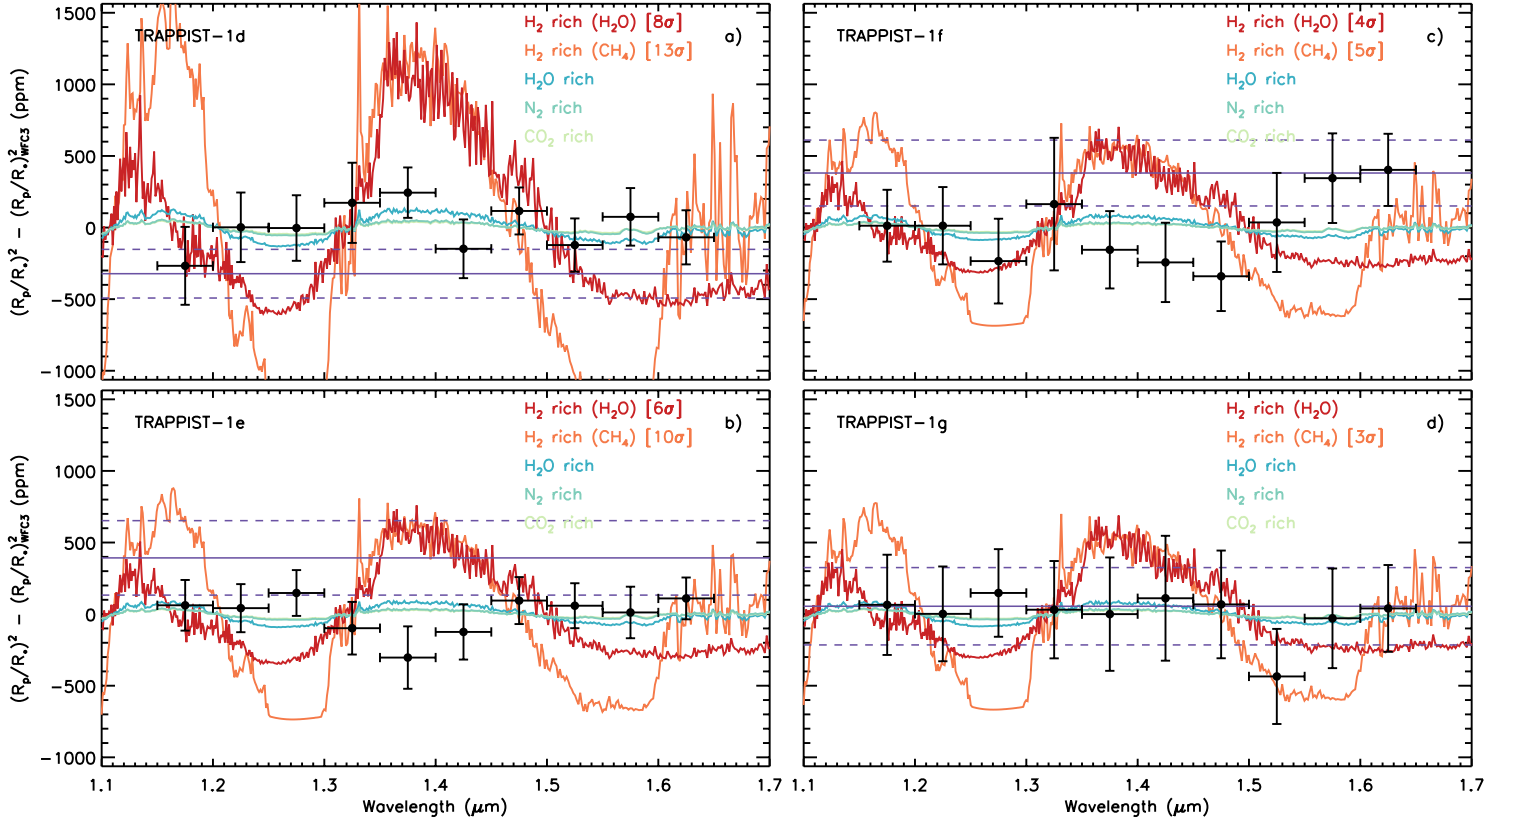 TRAPPIST-1d
a)
H₂ rich (H₂O) [8σ]
H₂ rich (CH₄) [13σ]
H₂O rich
N₂ rich
CO₂ rich
1500
1000
500
0
-500
-1000
(Rₚ/R⋆)² - (Rₚ/R⋆)²WFC3 (ppm)
TRAPPIST-1f
c)
H₂ rich (H₂O) [4σ]
H₂ rich (CH₄) [5σ]
H₂O rich
N₂ rich
CO₂ rich
TRAPPIST-1e
b)
H₂ rich (H₂O) [6σ]
H₂ rich (CH₄) [10σ]
H₂O rich
N₂ rich
CO₂ rich
1500
1000
500
0
-500
-1000
(Rₚ/R⋆)² - (Rₚ/R⋆)²WFC3 (ppm)
1.1 1.2 1.3 1.4 1.5 1.6 1.7
Wavelength (μm)
TRAPPIST-1g
d)
H₂ rich (H₂O)
H₂ rich (CH₄) [3σ]
H₂O rich
N₂ rich
CO₂ rich
1.1 1.2 1.3 1.4 1.5 1.6 1.7
Wavelength (μm)